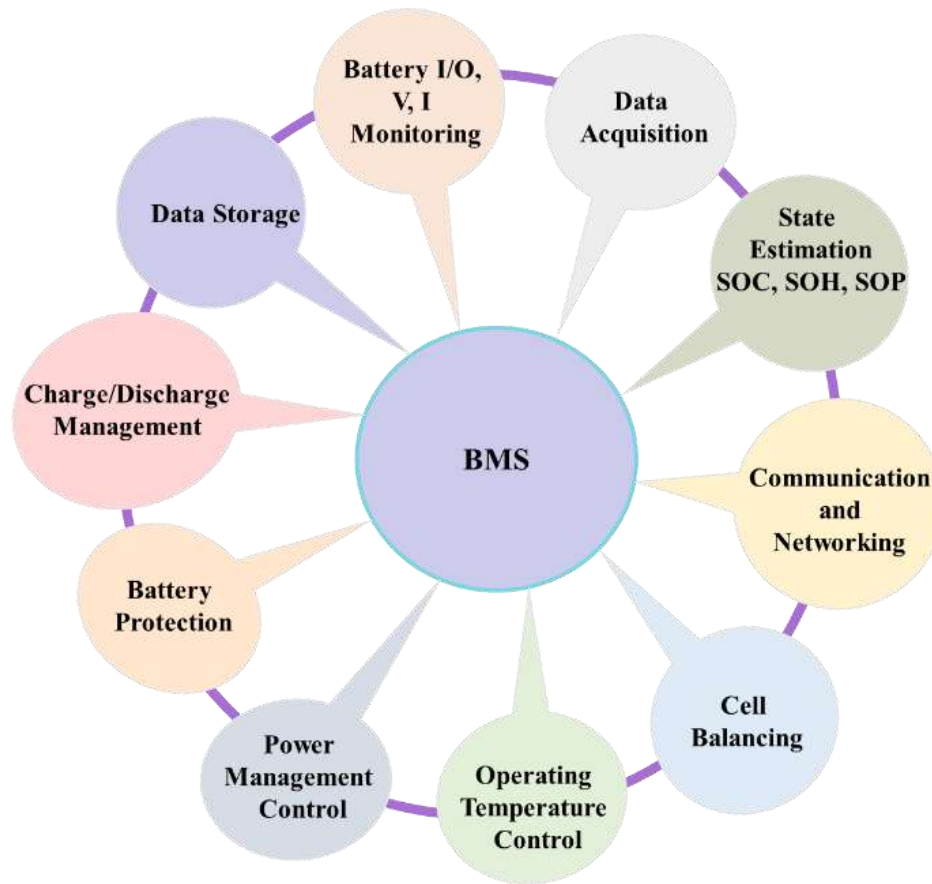 Battery I/O,
V, I
Monitoring
Data
Acquisition
State
Estimation
SOC, SOH, SOP
Communication
and
Networking
Cell
Balancing
Operating
Temperature
Control
Power
Management
Control
Battery
Protection
Charge/Discharge
Management
Data Storage
BMS